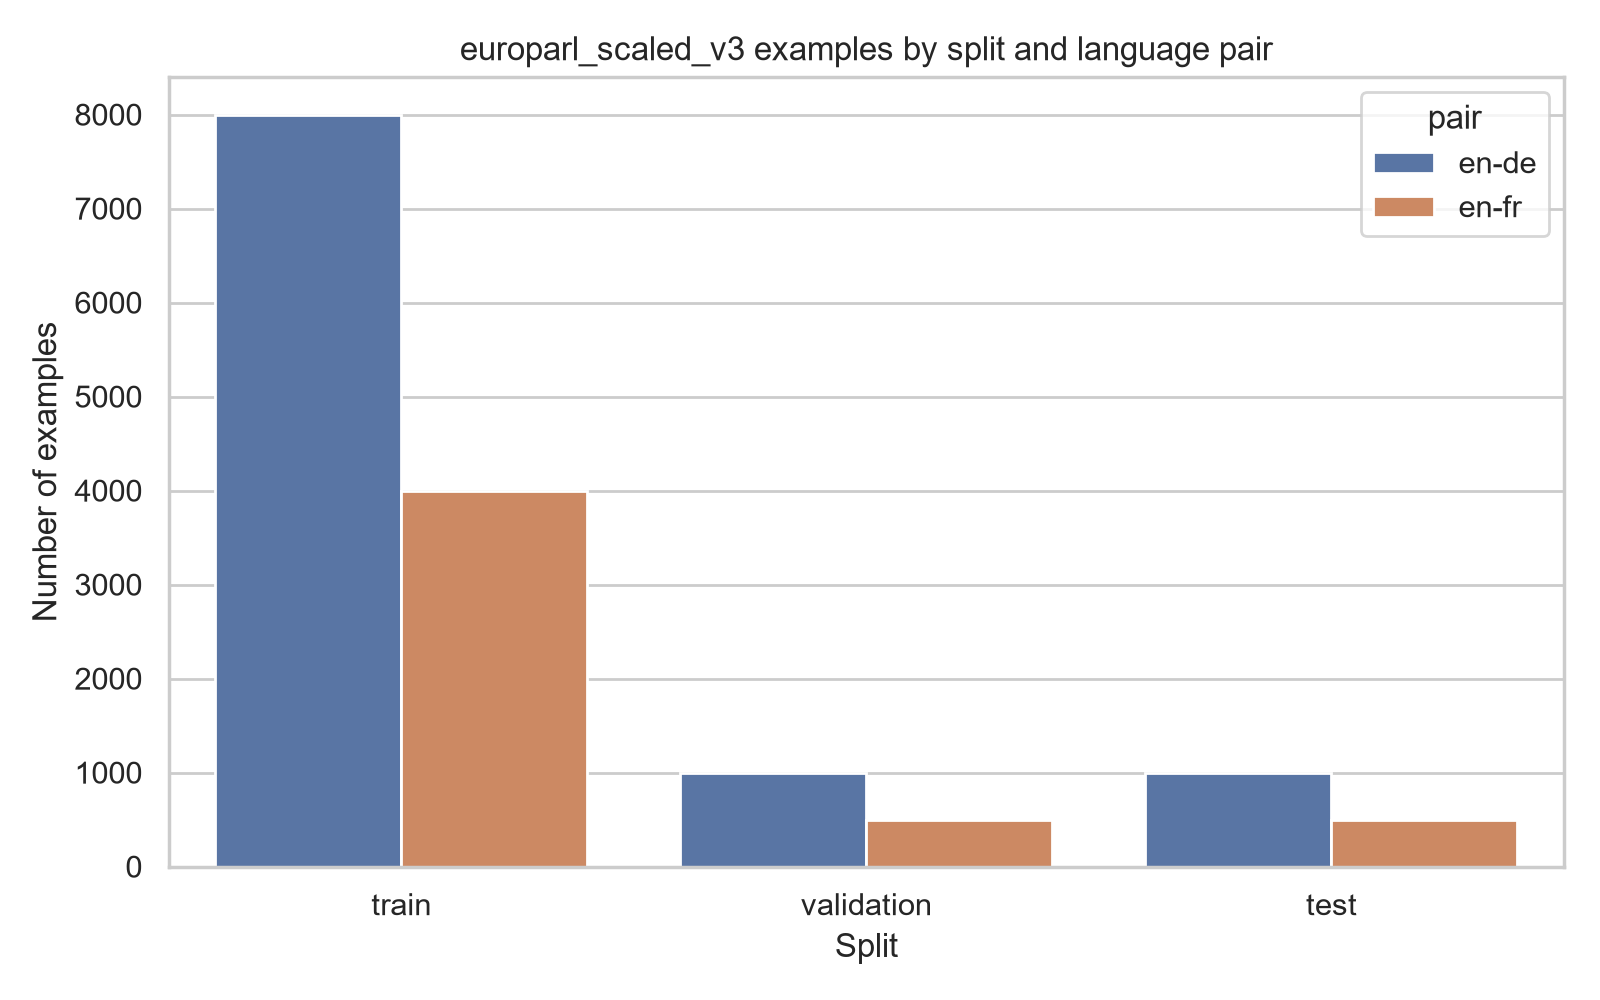 europarl_scaled_v3 examples by split and language pair
pair
en-de
en-fr
Number of examples
8000
7000
6000
5000
4000
3000
2000
1000
0
train
validation
test
Split